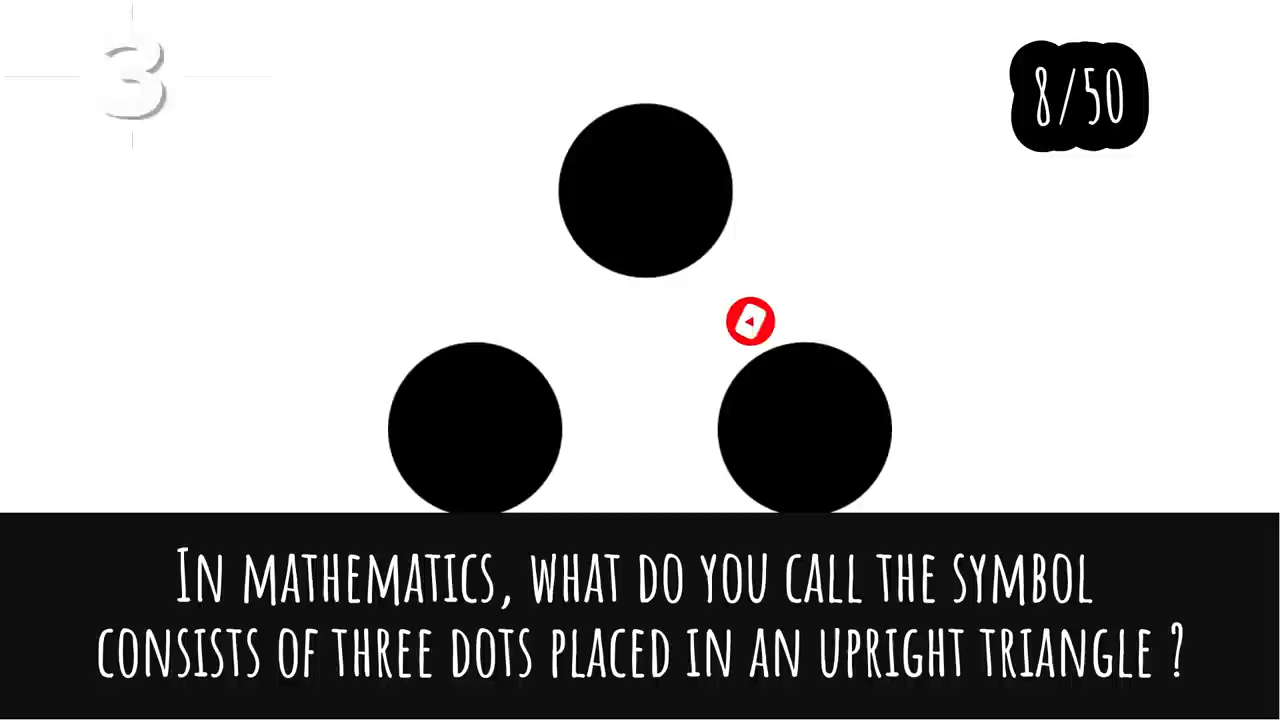 3
8/50
In mathematics, what do you call the symbol
consists of three dots placed in an upright triangle ?